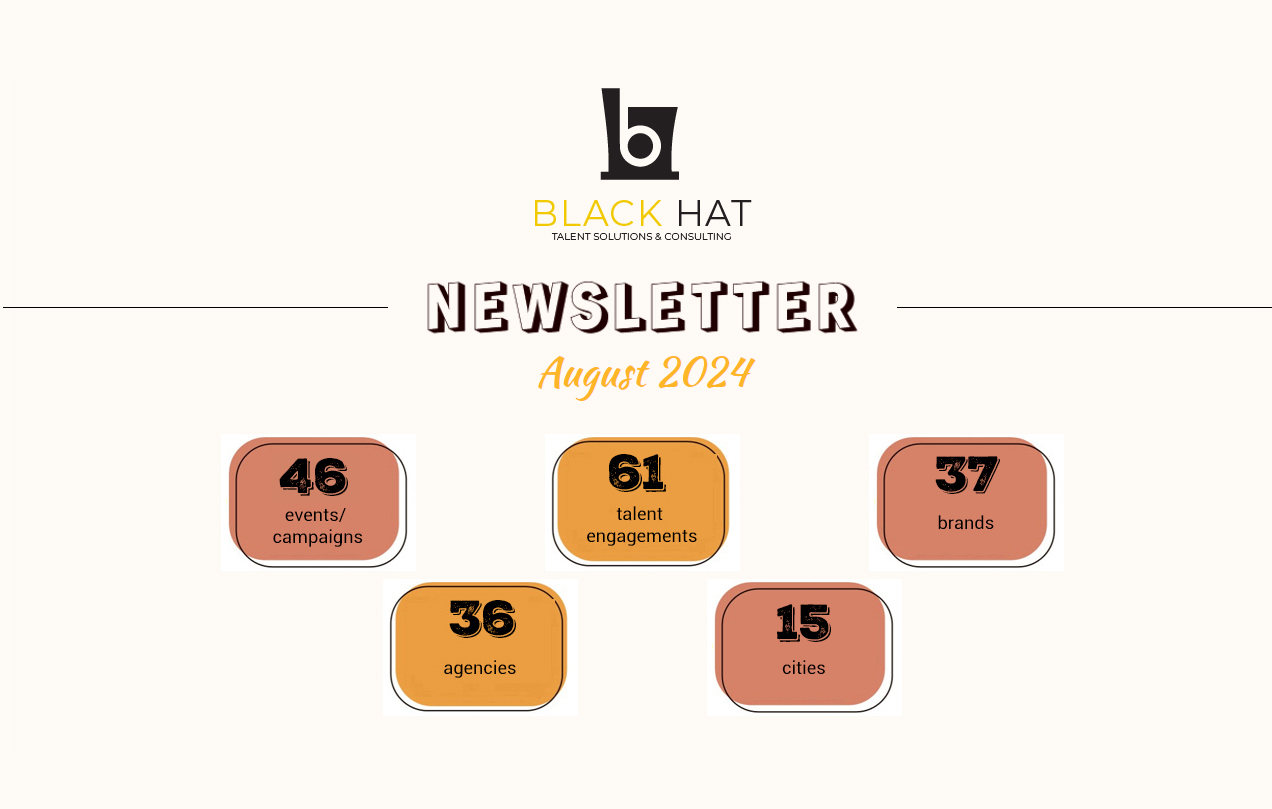 b
BLACK HAT
TALENT SOLUTIONS & CONSULTING
NEWSLETTER
August 2024
46
events/
campaigns
61
talent
engagements
37
brands
36
agencies
15
cities